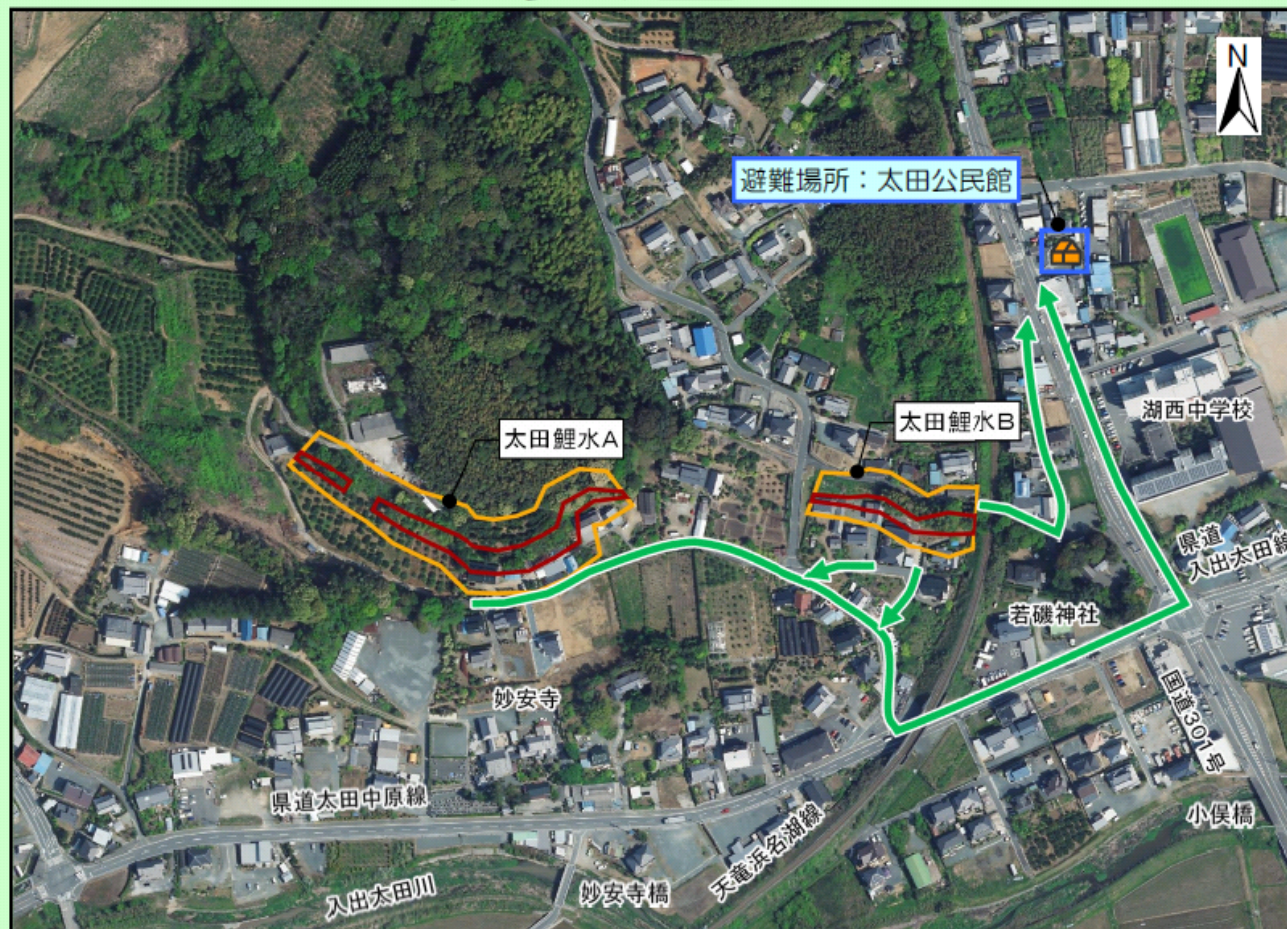 N
避難場所：太田公民館
湖西中学校
太田鯉水A
太田鯉水B
県道
入出太田線
若磯神社
妙安寺
国道301号
県道太田中原線
小俣橋
天竜浜名湖線
入出太田川
妙安寺橋